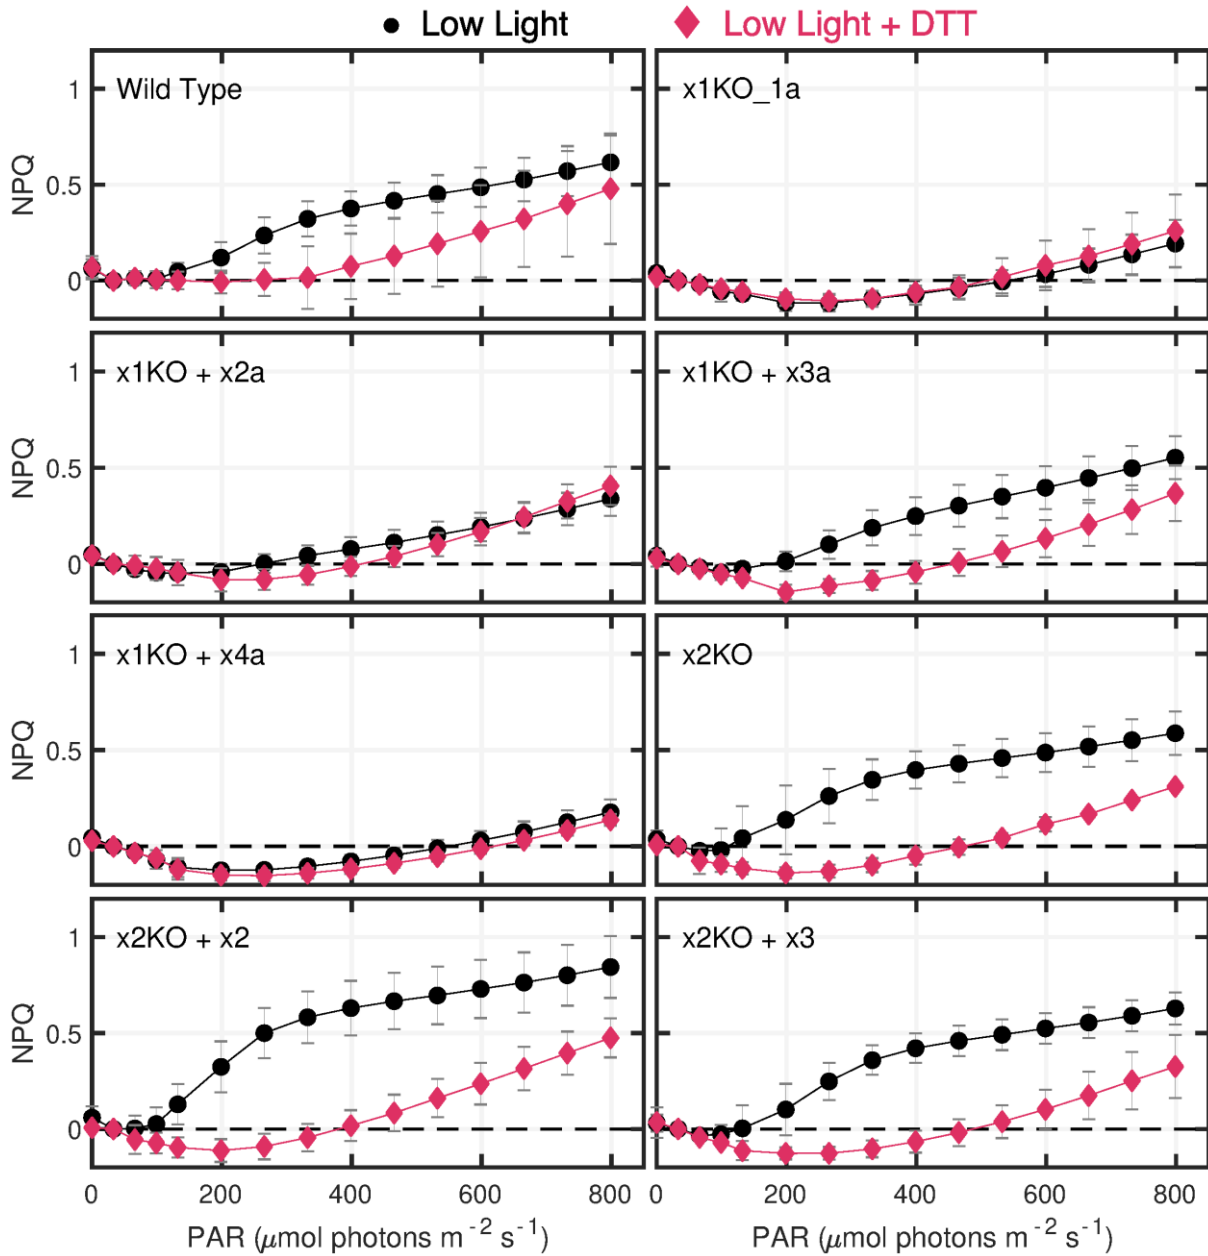 Low Light Low Light + DTT
Wild Type x1KO_1a
NPQ
1
0.5
0
x1KO + x2a x1KO + x3a
NPQ
1
0.5
0
x1KO + x4a x2KO
NPQ
1
0.5
0
x2KO + x2 x2KO + x3
NPQ
1
0.5
0
0 200 400 600 800 0 200 400 600 800
PAR (μmol photons m⁻² s⁻¹) PAR (μmol photons m⁻² s⁻¹)